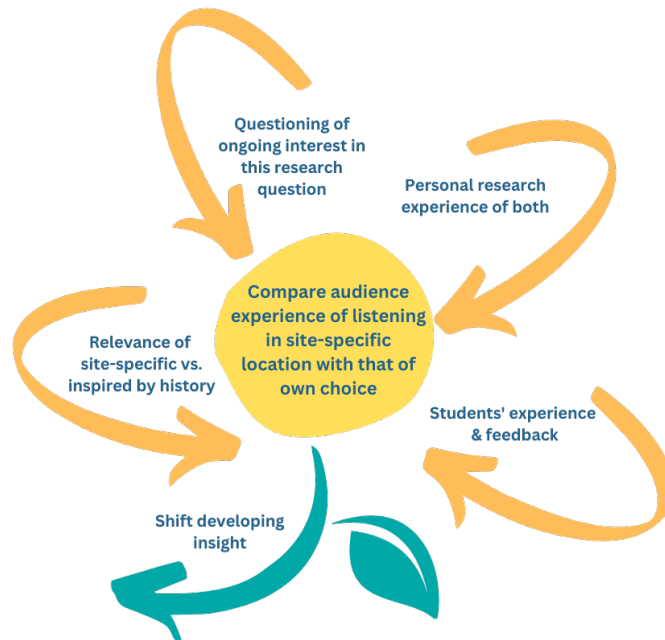 Questioning of
ongoing interest in
this research
question
Personal research
experience of both
Compare audience
experience of listening
in site-specific
location with that of
own choice
Relevance of
site-specific vs.
inspired by history
Students' experience
& feedback
Shift developing
insight